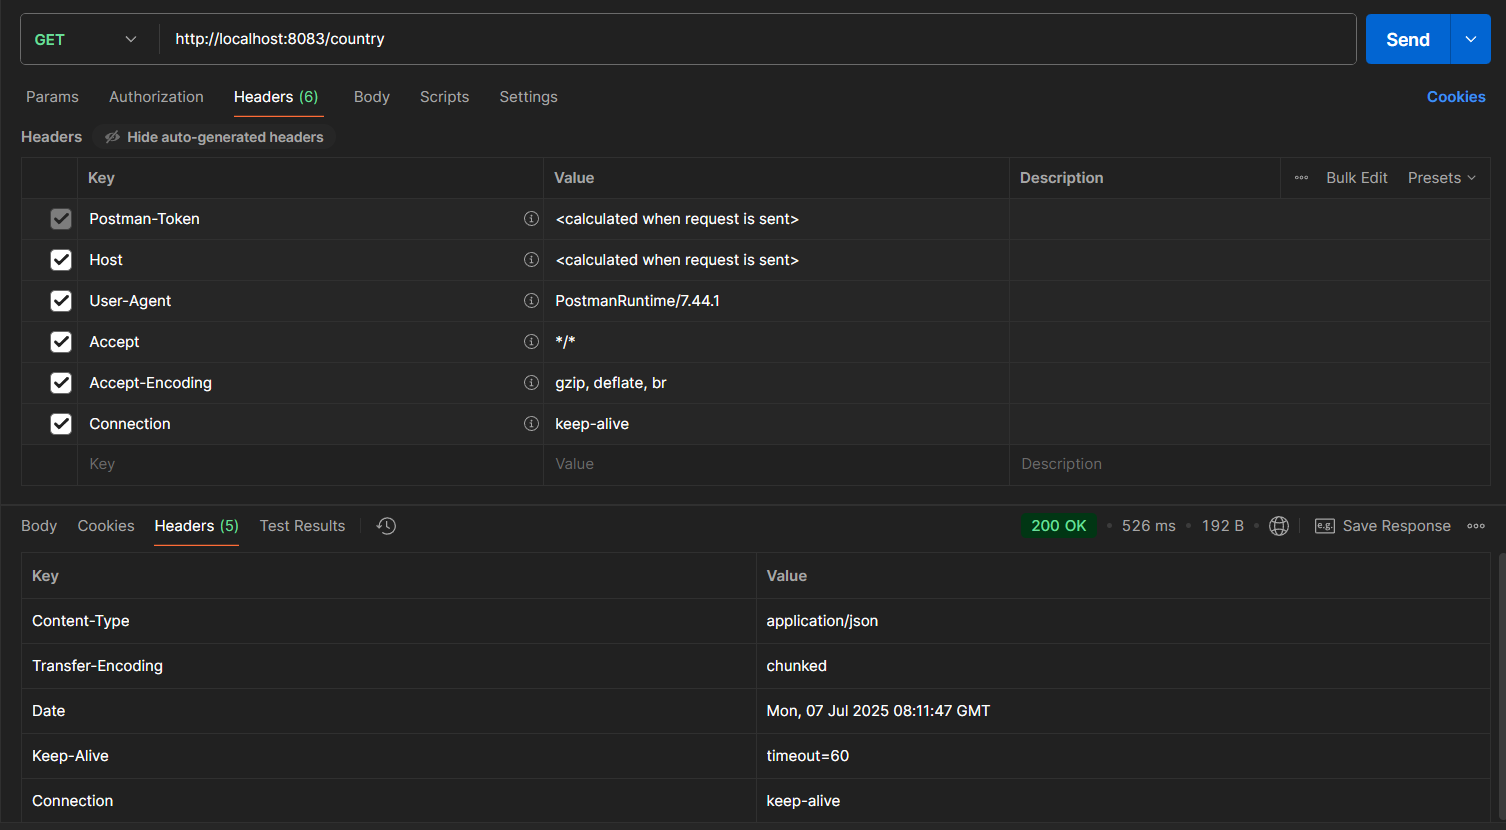 GET http://localhost:8083/country Send
Params Authorization Headers (6) Body Scripts Settings Cookies
Headers Hide auto-generated headers
Key Value Description Bulk Edit Presets
Postman-Token <calculated when request is sent>
Host <calculated when request is sent>
User-Agent PostmanRuntime/7.44.1
Accept */*
Accept-Encoding gzip, deflate, br
Connection keep-alive
Key Value Description
Body Cookies Headers (5) Test Results 200 OK • 526 ms • 192 B • e.g. Save Response
Key Value
Content-Type application/json
Transfer-Encoding chunked
Date Mon, 07 Jul 2025 08:11:47 GMT
Keep-Alive timeout=60
Connection keep-alive